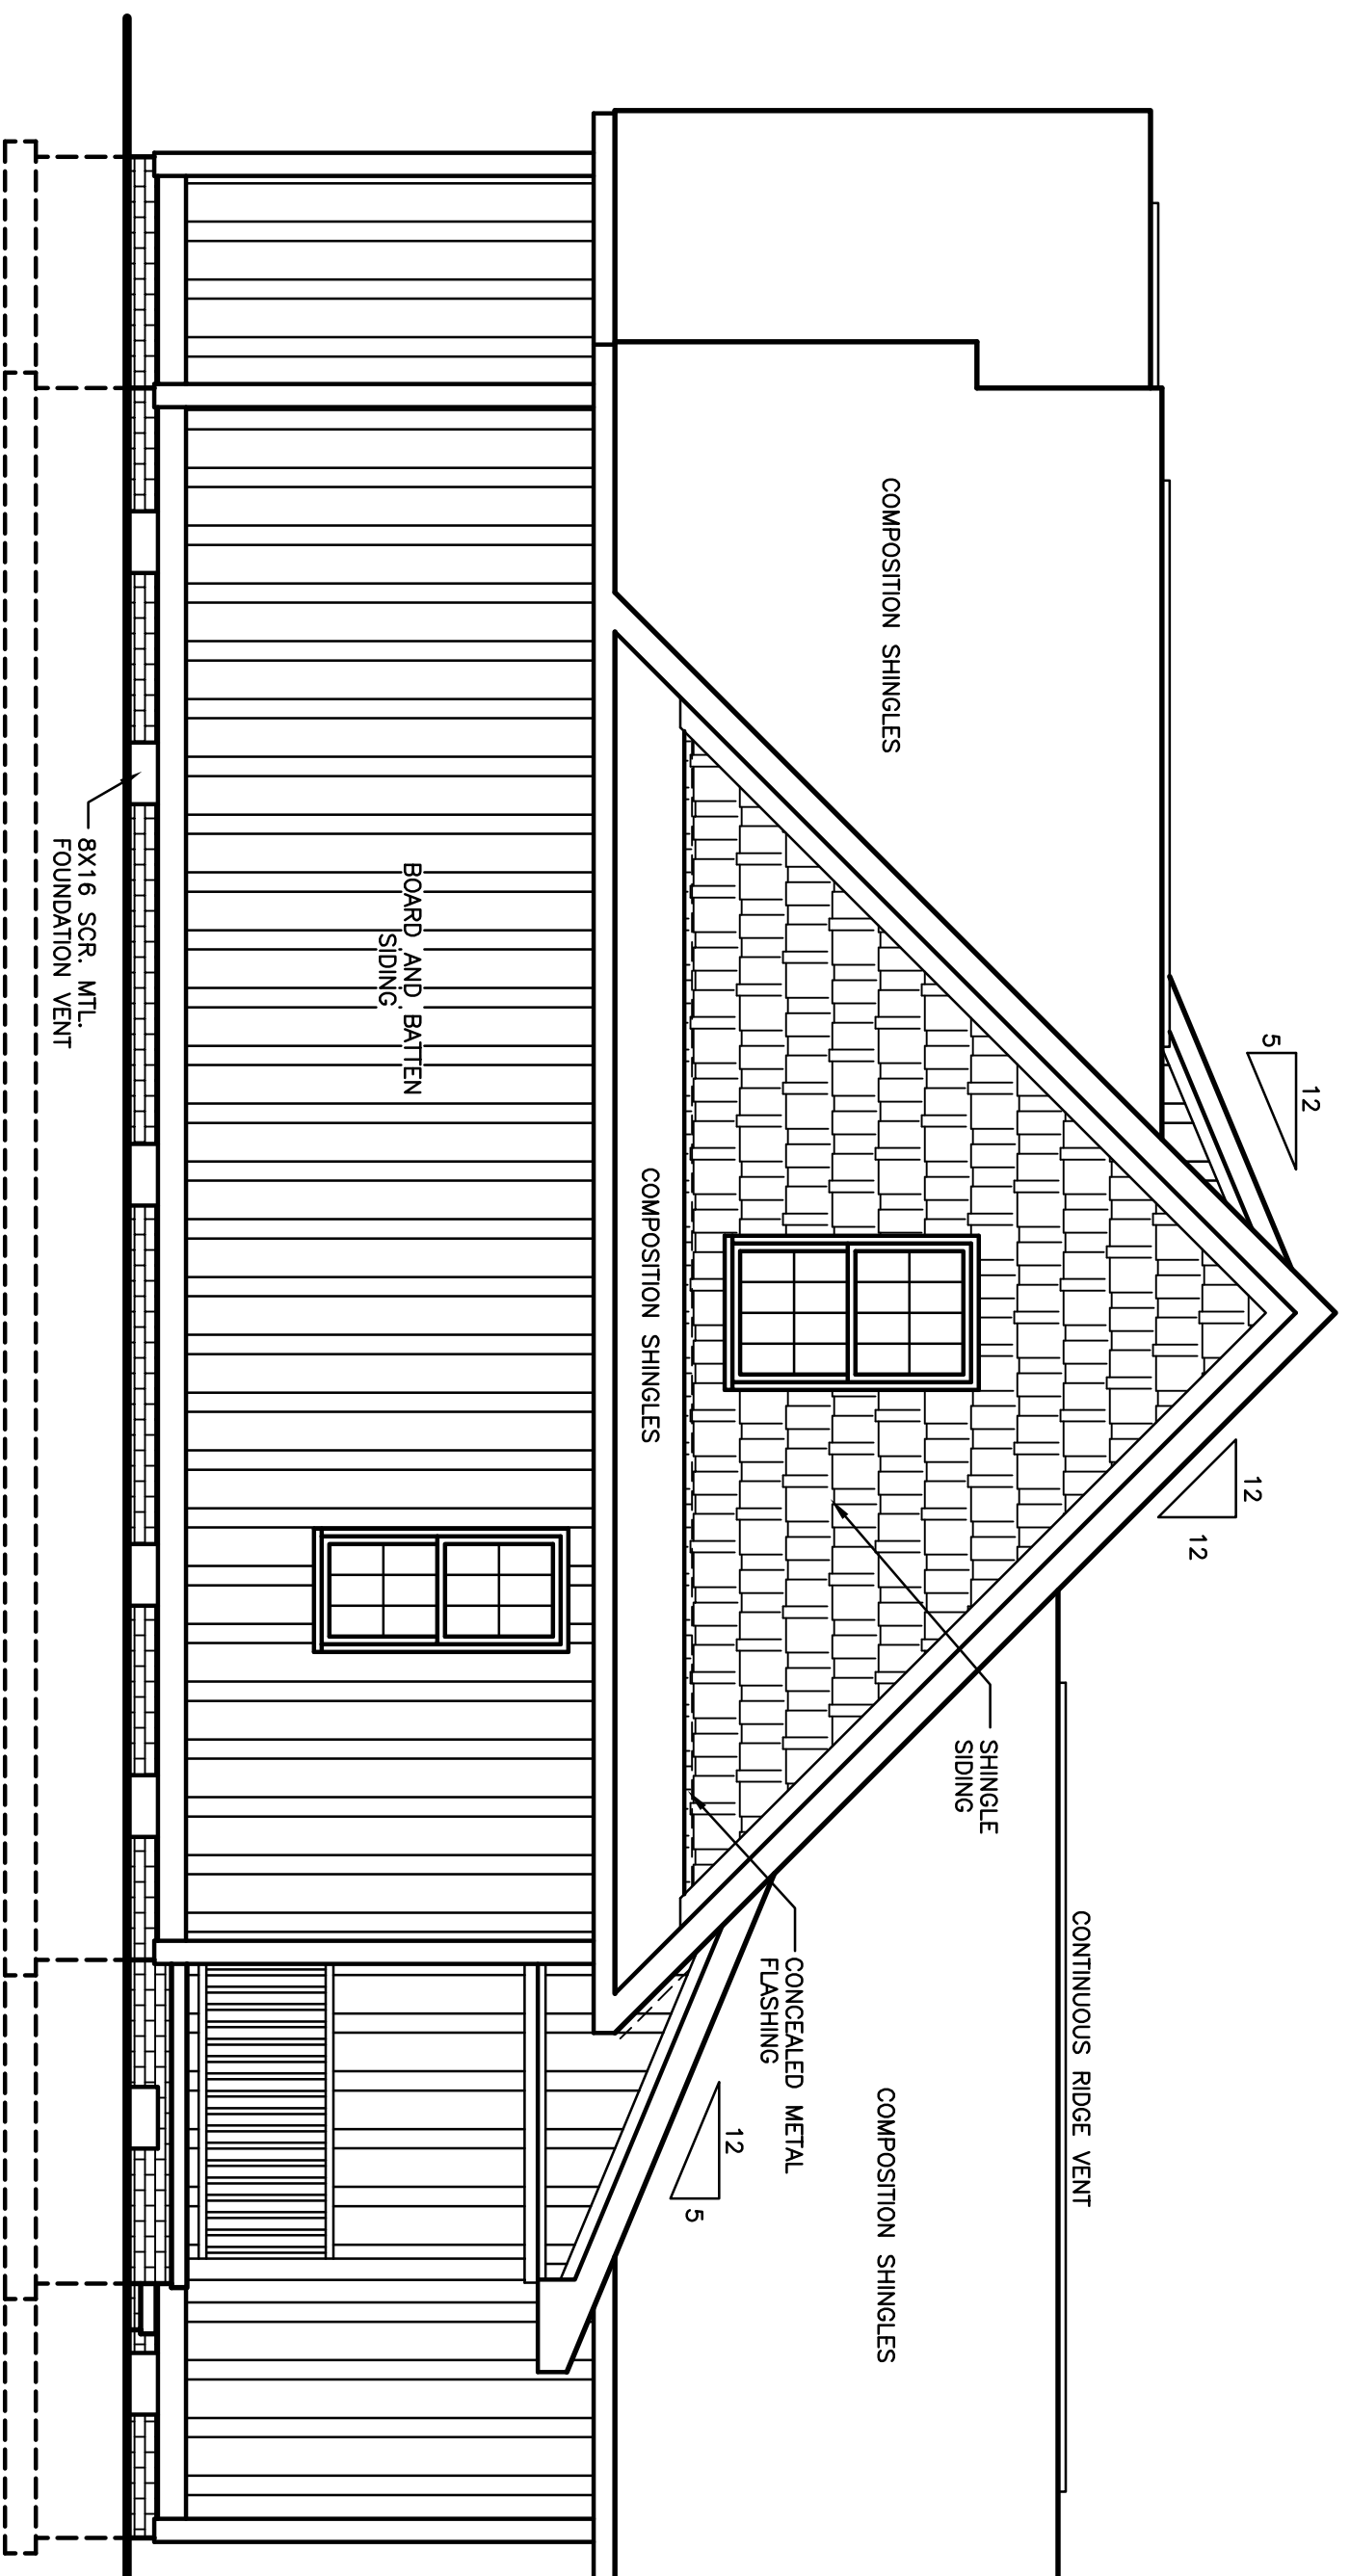 12
5
12
12
CONTINUOUS RIDGE VENT
COMPOSITION SHINGLES
SHINGLE
SIDING
COMPOSITION SHINGLES
CONCEALED METAL
FLASHING
12
5
COMPOSITION SHINGLES
BOARD AND BATTEN
SIDING
8X16 SCR. MTL.
FOUNDATION VENT